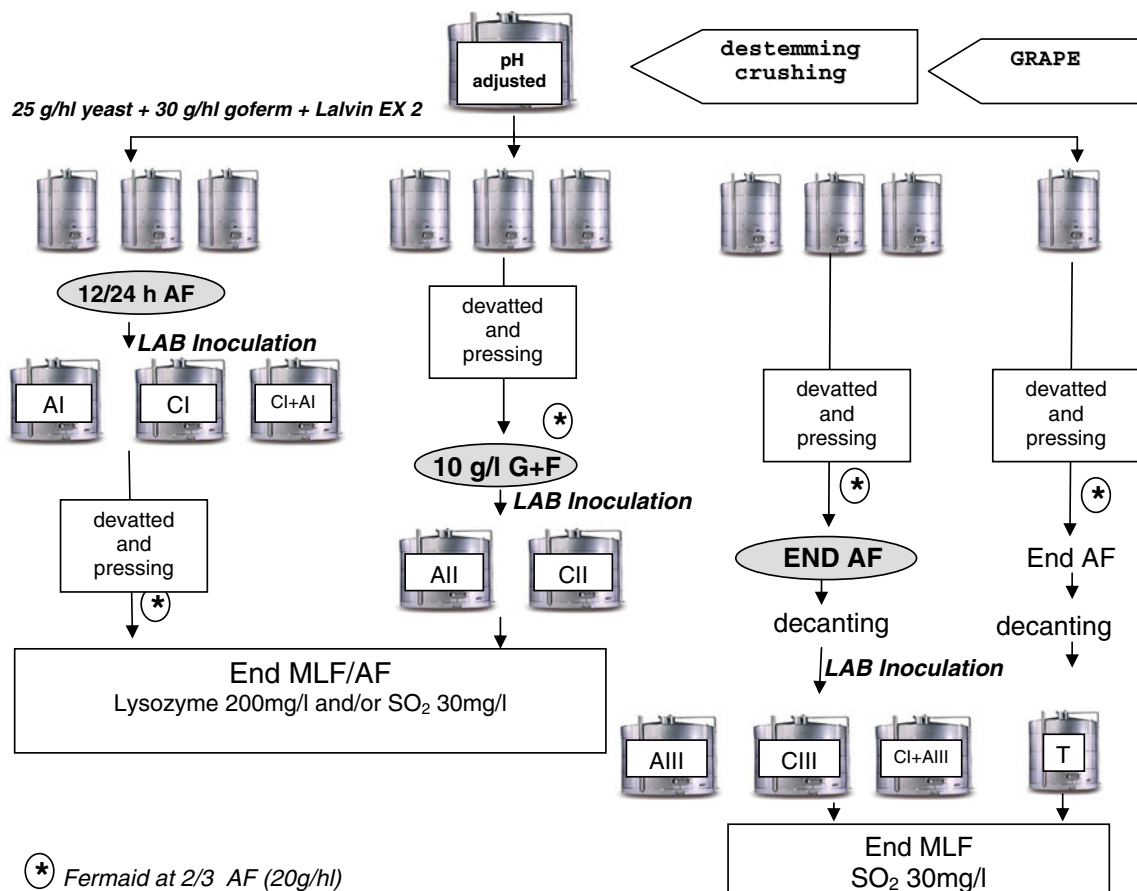 pH
adjusted
destemming
crushing
GRAPE
25 g/hl yeast + 30 g/hl goferm + Lalvin EX 2
12/24 h AF
LAB Inoculation
AI
CI
CI+AI
devatted
and
pressing
*
devatted
and
pressing
*
10 g/l G+F
LAB Inoculation
AII
CII
End MLF/AF
Lysozyme 200mg/l and/or SO₂ 30mg/l
devatted
and
pressing
*
END AF
decanting
LAB Inoculation
AIII
CIII
CI+AIII
devatted
and
pressing
*
End AF
decanting
T
End MLF
SO₂ 30mg/l
* Fermaid at 2/3 AF (20g/hl)